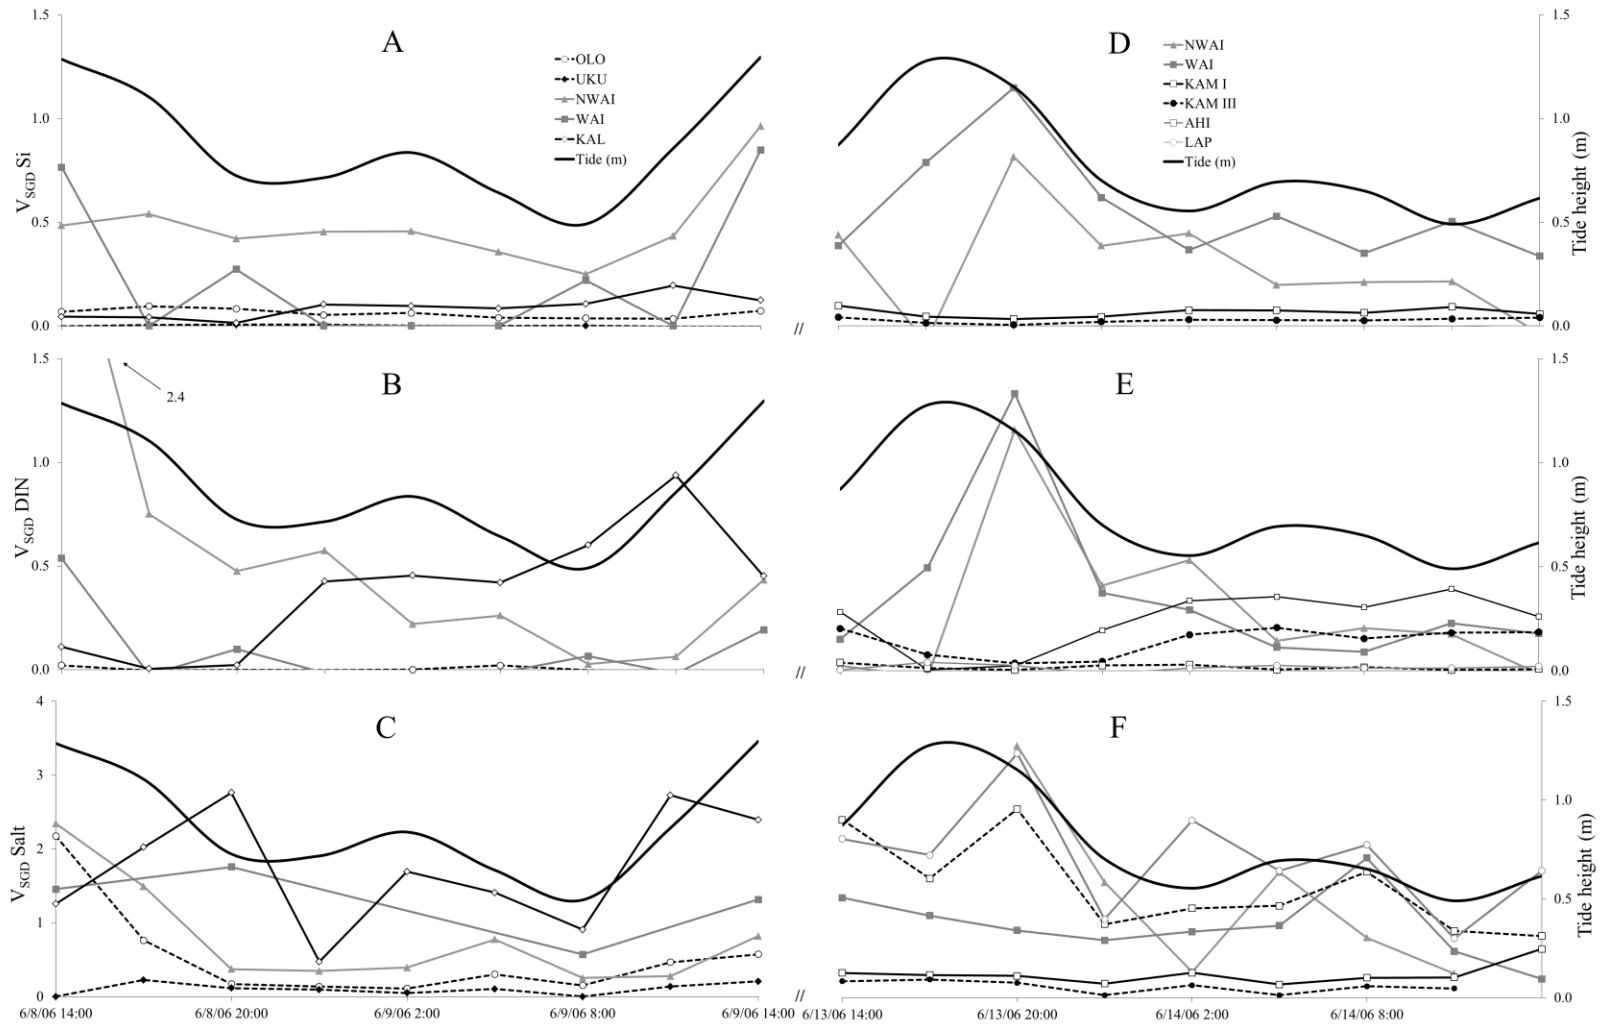 A
1.5
1.0
0.5
0.0
V_SGD Si
OLO
UKU
NWAI
WAI
KAL
Tide (m)
//
D
NWAI
WAI
KAM I
KAM III
AHI
LAP
Tide (m)
1.5
1.0
0.5
0.0
Tide height (m)
B
1.5
1.0
0.5
0.0
V_SGD DIN
2.4
//
E
1.5
1.0
0.5
0.0
Tide height (m)
C
4
3
2
1
0
V_SGD Salt
6/8/06 14:00
6/8/06 20:00
6/9/06 2:00
6/9/06 8:00
6/9/06 14:00
//
F
1.5
1.0
0.5
0.0
Tide height (m)
6/13/06 14:00
6/13/06 20:00
6/14/06 2:00
6/14/06 8:00